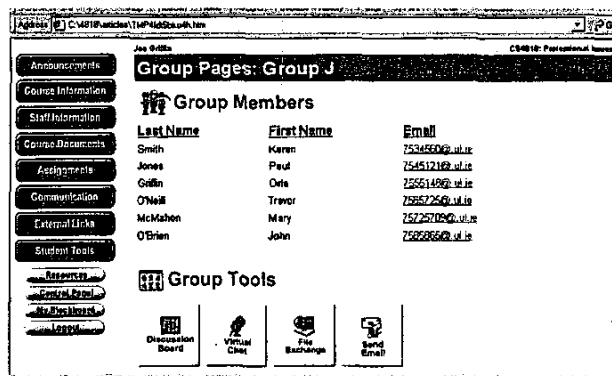 Address C:\4818\articles\
Joe Griffin CS4818: Professional Issues
Group Pages: Group J
Announcements
Course Information
Staff Information
Course Documents
Assignments
Communication
External Links
Student Tools
Resources
Control Panel
My Blackboard
Logout
Group Members
Last Name First Name Email
Smith Karen
Jones Paul
Griffin Orla
O'Neill Trevor
McMahon Mary
O'Brien John
Group Tools
Discussion Board
Virtual Chat
File Exchange
Send Email